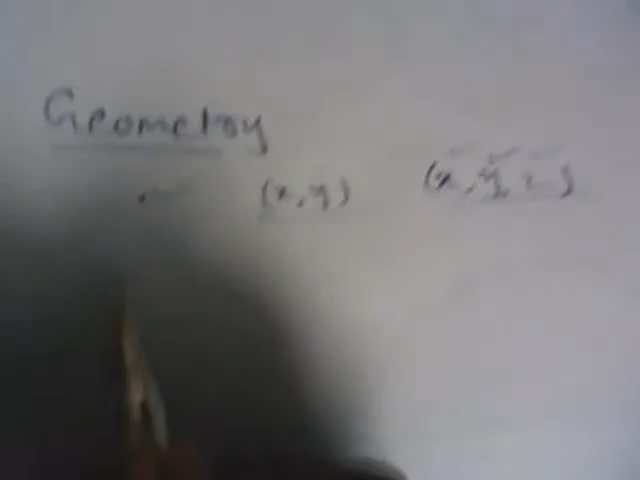 Geometry
(x, y) (x, y, z)